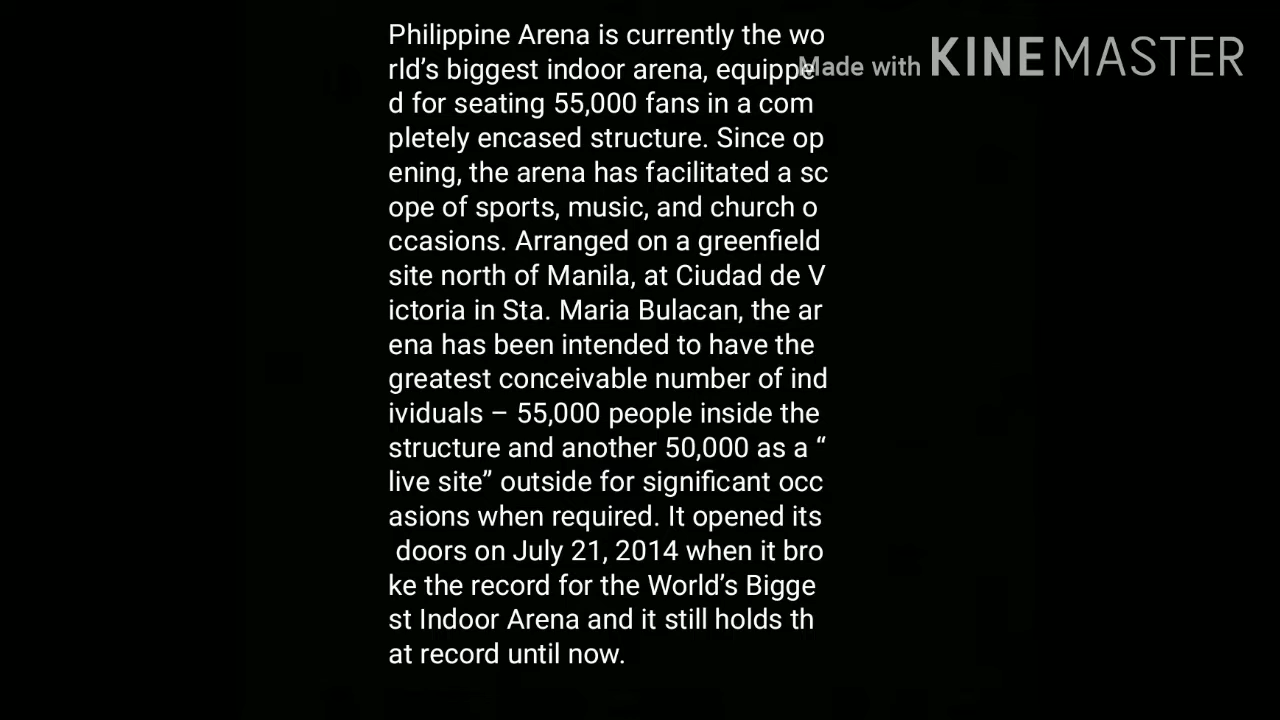 Philippine Arena is currently the wo
rld’s biggest indoor arena, equippe
d for seating 55,000 fans in a com
pletely encased structure. Since op
ening, the arena has facilitated a sc
ope of sports, music, and church o
ccasions. Arranged on a greenfield
site north of Manila, at Ciudad de V
ictoria in Sta. Maria Bulacan, the ar
ena has been intended to have the
greatest conceivable number of ind
ividuals – 55,000 people inside the
structure and another 50,000 as a “
live site” outside for significant occ
asions when required. It opened its
doors on July 21, 2014 when it bro
ke the record for the World’s Bigge
st Indoor Arena and it still holds th
at record until now.
Made with KINEMASTER